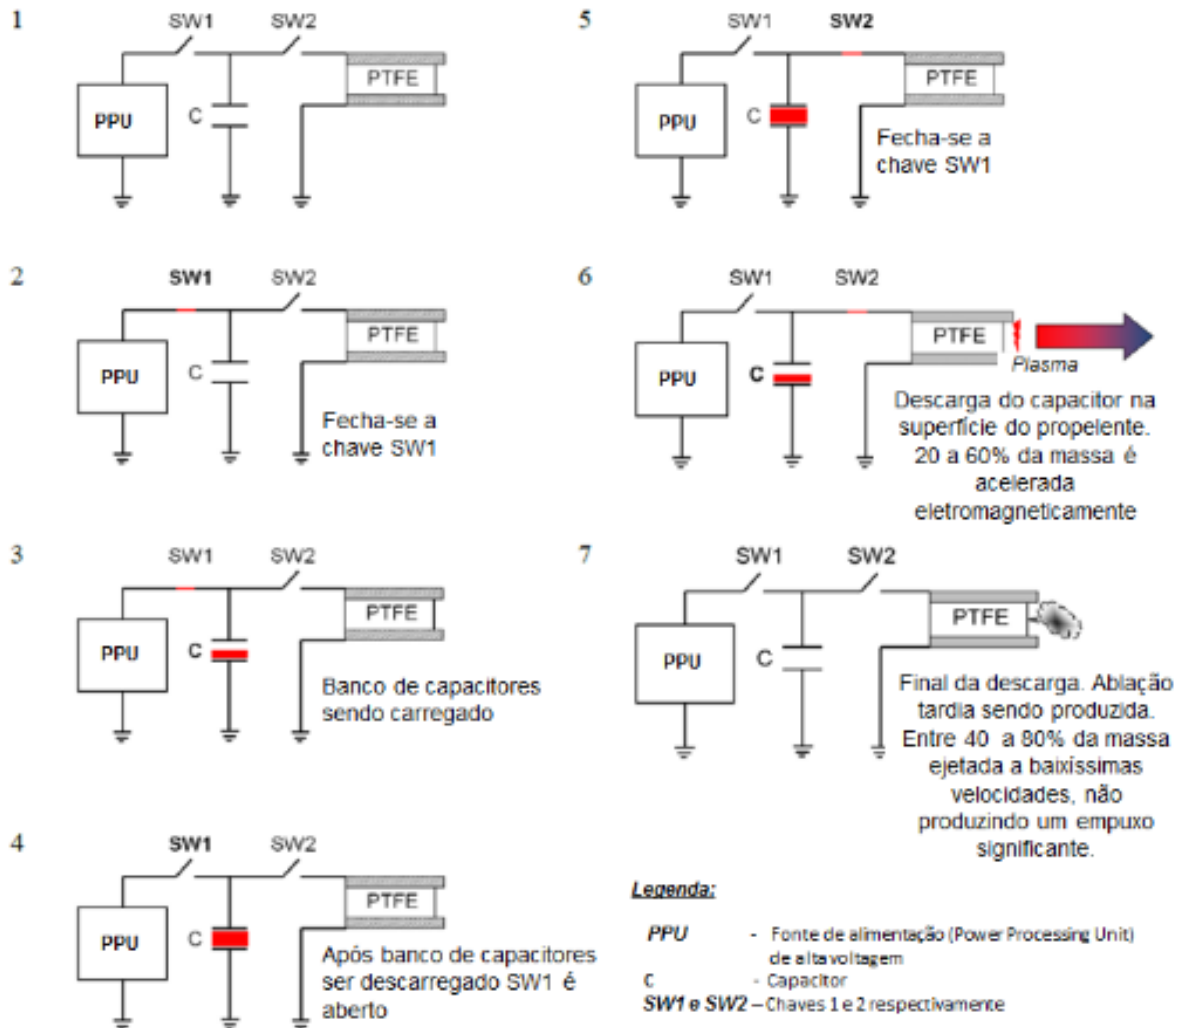 1
SW1 SW2
PTFE
PPU
C
2
SW1 SW2
PTFE
PPU
C
Fecha-se a
chave SW1
3
SW1 SW2
PTFE
PPU
C
Banco de capacitores
sendo carregado
4
SW1 SW2
PTFE
PPU
C
Após banco de capacitores
ser descarregado SW1 é
aberto
5
SW1 SW2
PTFE
PPU
C
Fecha-se a
chave SW1
6
SW1 SW2
PTFE
PPU
C
Plasma
Descarga do capacitor na
superfície do propelente.
20 a 60% da massa é
acelerada
eletromagneticamente
7
SW1 SW2
PTFE
PPU
C
Final da descarga. Ablação
tardia sendo produzida.
Entre 40 a 80% da massa
ejetada a baixíssimas
velocidades, não
produzindo um empuxo
significante.
Legenda:
PPU - Fonte de alimentação (Power Processing Unit)
de alta voltagem
C - Capacitor
SW1 e SW2 – Chaves 1 e 2 respectivamente